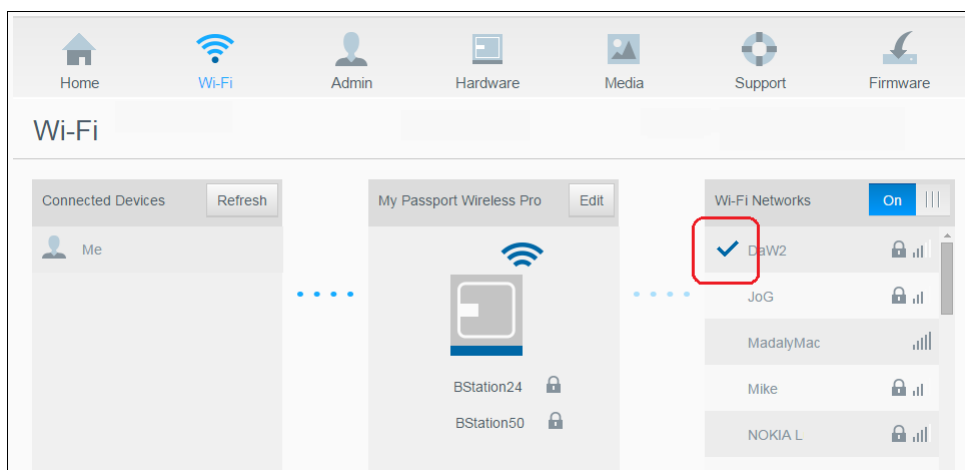 Home Wi-Fi Admin Hardware Media Support Firmware
Wi-Fi
Connected Devices Refresh My Passport Wireless Pro Edit Wi-Fi Networks On
Me DaW2
JoG
MadalyMac
BStation24 Mike
BStation50 NOKIA L